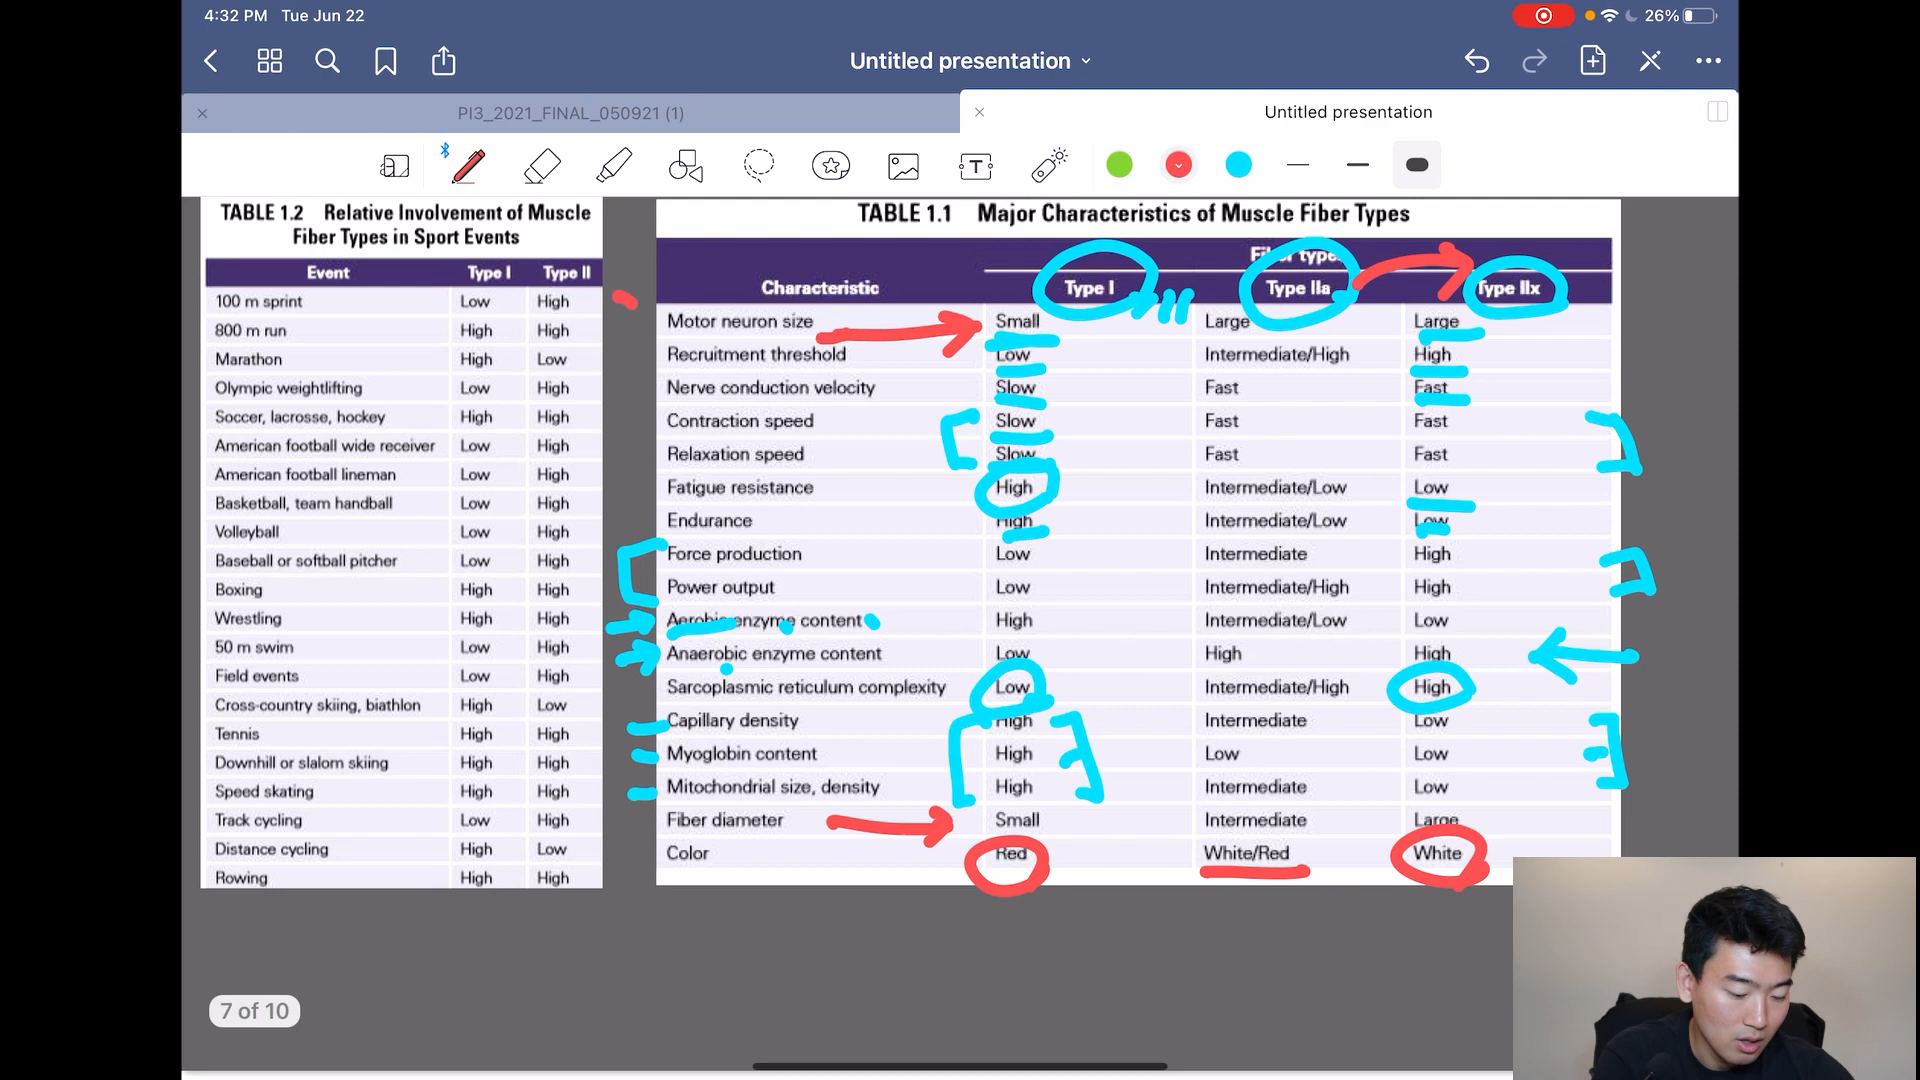 4:32 PM Tue Jun 22
26%
Untitled presentation
PI3_2021_FINAL_050921 (1)
Untitled presentation
TABLE 1.2 Relative Involvement of Muscle
Fiber Types in Sport Events
Event Type I Type II
100 m sprint Low High
800 m run High High
Marathon High Low
Olympic weightlifting Low High
Soccer, lacrosse, hockey High High
American football wide receiver Low High
American football lineman Low High
Basketball, team handball Low High
Volleyball Low High
Baseball or softball pitcher Low High
Boxing High High
Wrestling High High
50 m swim Low High
Field events Low High
Cross-country skiing, biathlon High Low
Tennis High High
Downhill or slalom skiing High High
Speed skating High High
Track cycling Low High
Distance cycling High Low
Rowing High High
TABLE 1.1 Major Characteristics of Muscle Fiber Types
Fiber types
Characteristic Type I Type IIa Type IIx
Motor neuron size Small Large Large
Recruitment threshold Low Intermediate/High High
Nerve conduction velocity Slow Fast Fast
Contraction speed Slow Fast Fast
Relaxation speed Slow Fast Fast
Fatigue resistance High Intermediate/Low Low
Endurance High Intermediate/Low Low
Force production Low Intermediate High
Power output Low Intermediate/High High
Aerobic enzyme content High Intermediate/Low Low
Anaerobic enzyme content Low High High
Sarcoplasmic reticulum complexity Low Intermediate/High High
Capillary density High Intermediate Low
Myoglobin content High Low Low
Mitochondrial size, density High Intermediate Low
Fiber diameter Small Intermediate Large
Color Red White/Red White
7 of 10